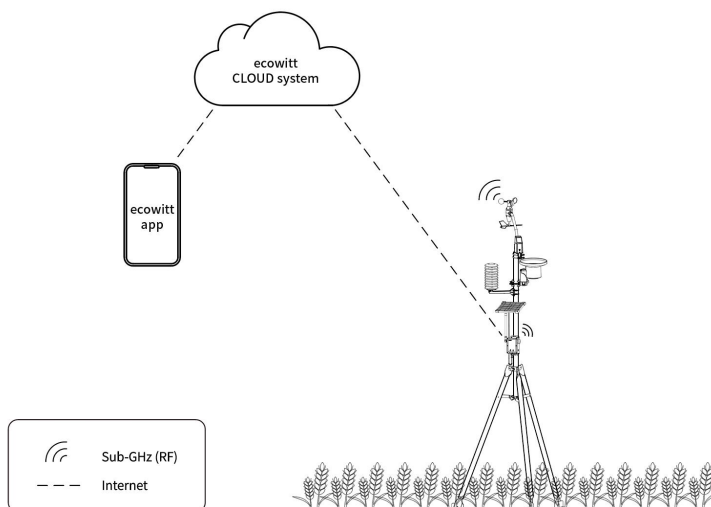 ecowitt
CLOUD system
ecowitt
app
Sub-GHz (RF)
Internet